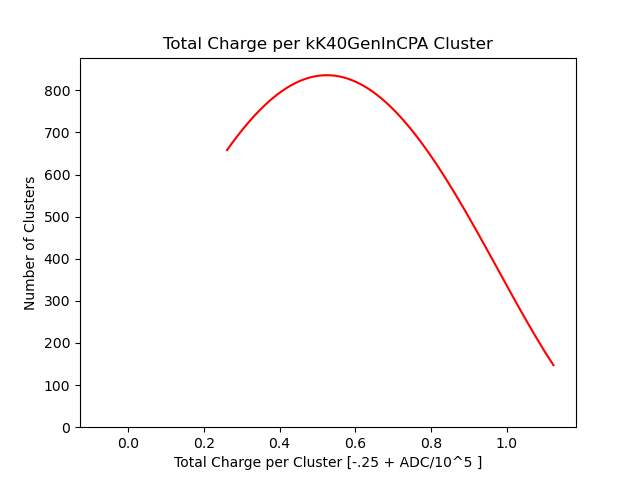 Total Charge per kK40GenInCPA Cluster
Number of Clusters
800
700
600
500
400
300
200
100
0
0.0 0.2 0.4 0.6 0.8 1.0
Total Charge per Cluster [-.25 + ADC/10^5 ]